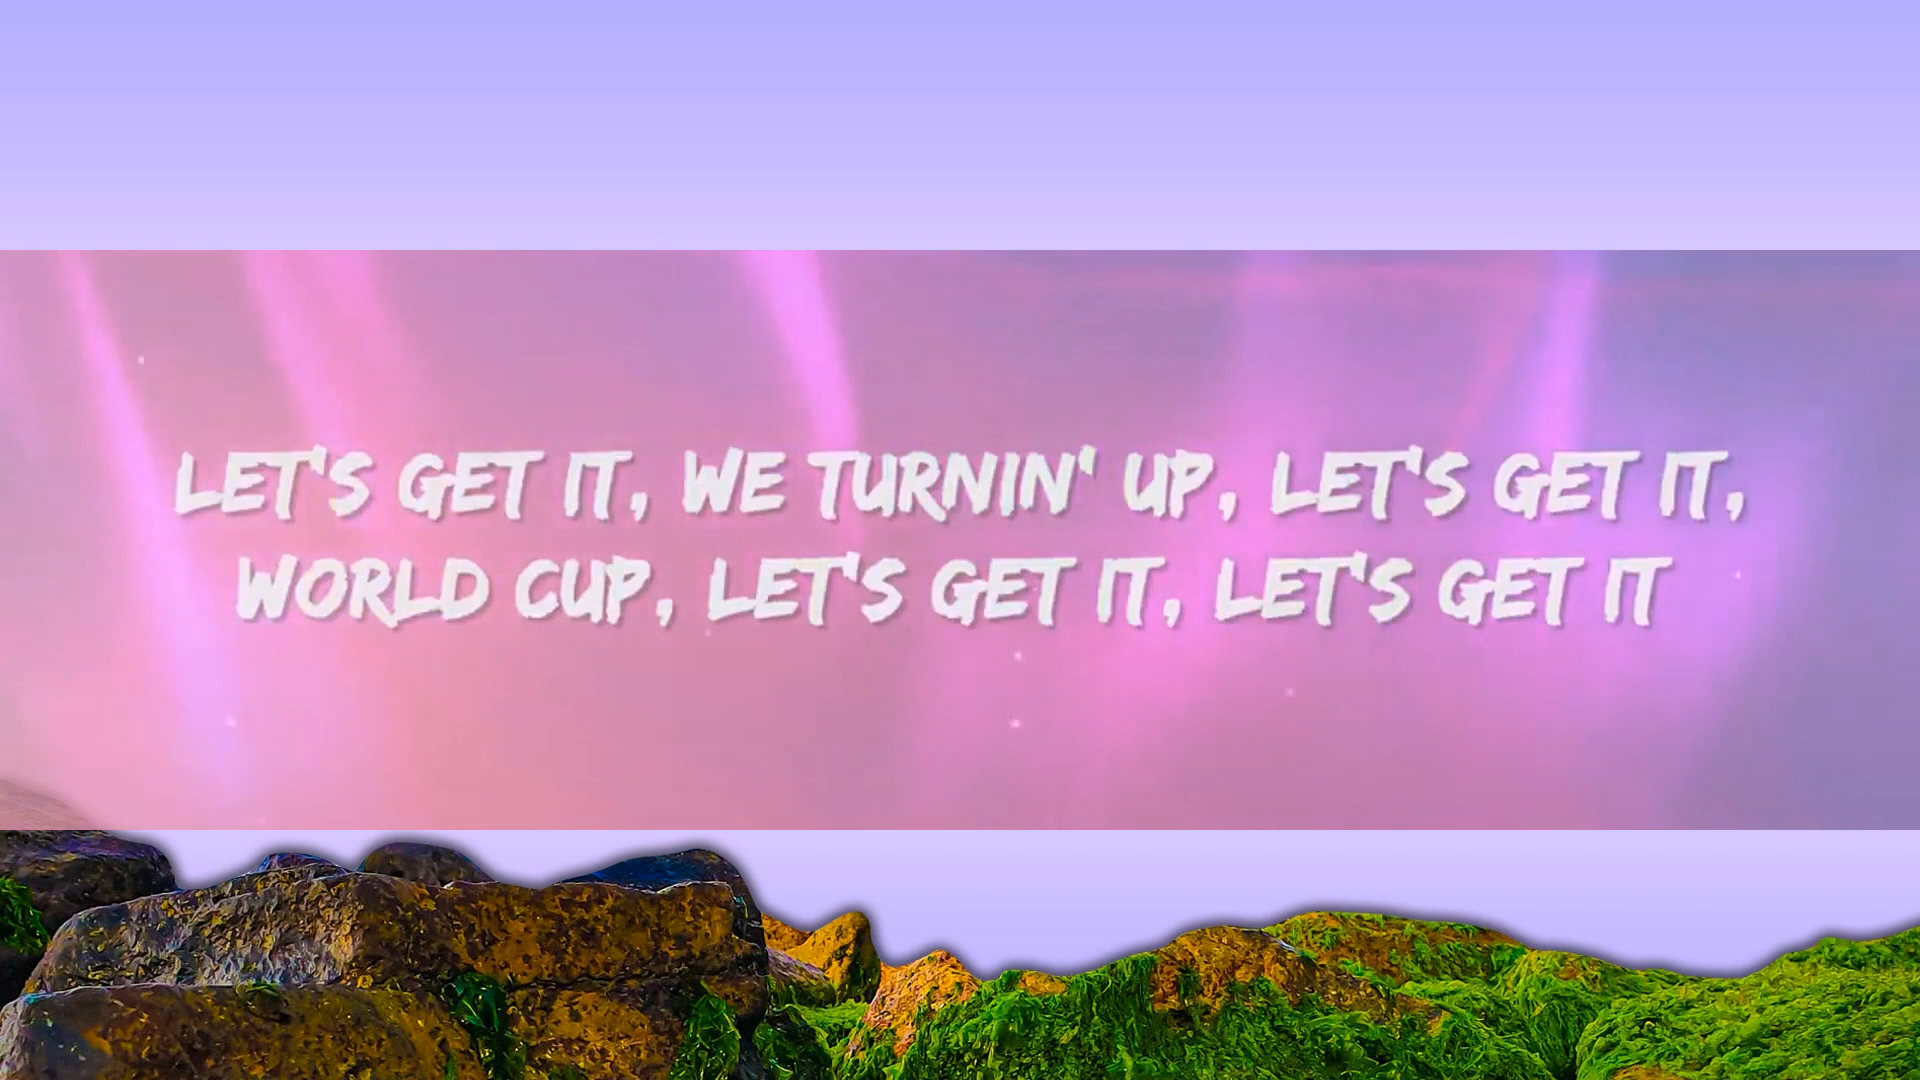 LET'S GET IT, WE TURNIN' UP, LET'S GET IT,
WORLD CUP, LET'S GET IT, LET'S GET IT